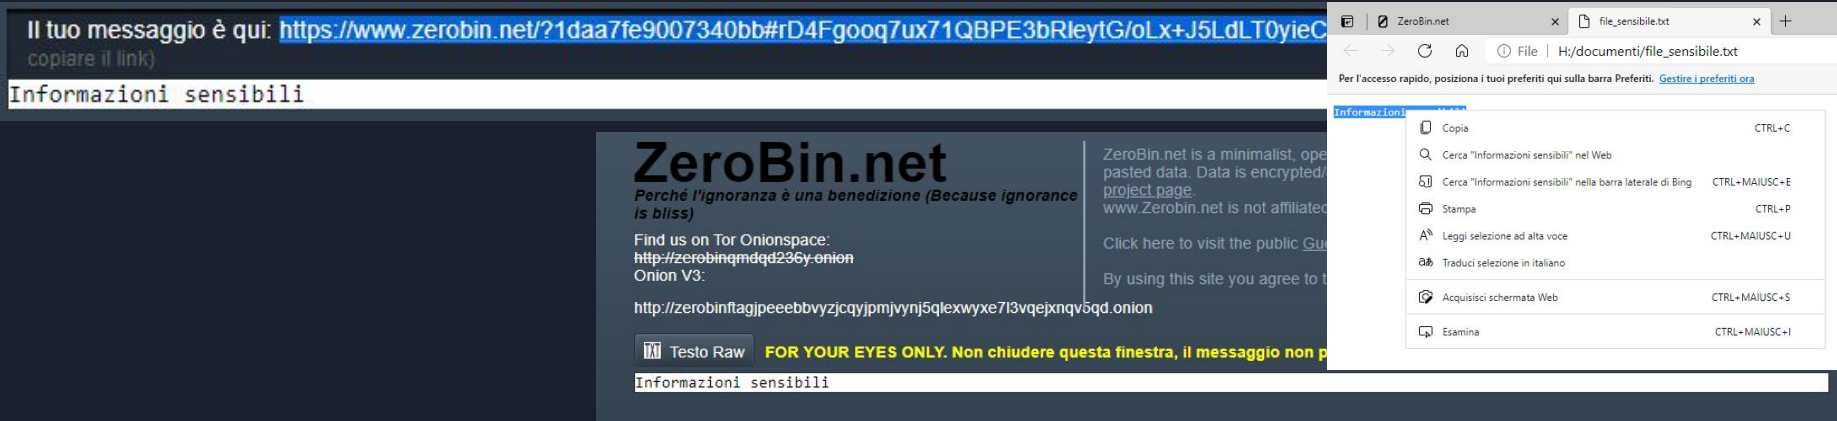 Il tuo messaggio è qui: https://www.zerobin.net/?1daa7fe9007340bb#rD4Fgooq7ux71QBPE3bRIeytG/oLx+J5LdLT0yieC
copiare il link)
Informazioni sensibili
ZeroBin.net
Perché l'ignoranza è una benedizione (Because ignorance
is bliss)
Find us on Tor Onionspace:
http://zerobinqmdqd236y.onion
Onion V3:
http://zerobinftagjpeeebbvyzjcqyjpmjvynj5qlexwyxe7l3vqejxnqv5qd.onion
ZeroBin.net is a minimalist, ope
pasted data. Data is encrypted/
project page.
www.Zerobin.net is not affiliated
Click here to visit the public Gu
By using this site you agree to t
TXT Testo Raw FOR YOUR EYES ONLY. Non chiudere questa finestra, il messaggio non p
Informazioni sensibili
ZeroBin.net
file_sensibile.txt
File H:/documenti/file_sensibile.txt
Per l'accesso rapido, posiziona i tuoi preferiti qui sulla barra Preferiti. Gestire i preferiti ora
Informazioni
Copia CTRL+C
Cerca "Informazioni sensibili" nel Web
Cerca "Informazioni sensibili" nella barra laterale di Bing CTRL+MAIUSC+E
Stampa CTRL+P
Leggi selezione ad alta voce CTRL+MAIUSC+U
Traduci selezione in italiano
Acquisisci schermata Web CTRL+MAIUSC+S
Esamina CTRL+MAIUSC+I